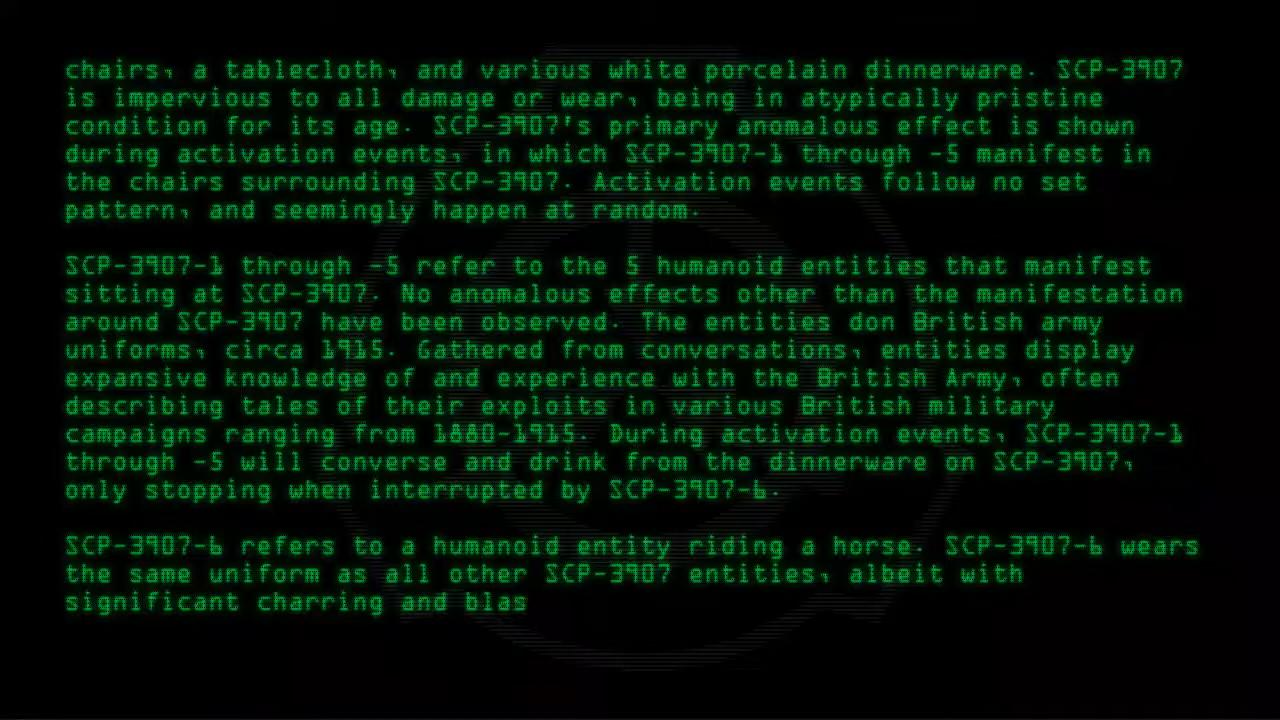 chairs, a tablecloth, and various white porcelain dinnerware. SCP-3907
is impervious to all damage or wear, being in atypically pristine
condition for its age. SCP-3907's primary anomalous effect is shown
during activation events, in which SCP-3907-1 through -5 manifest in
the chairs surrounding SCP-3907. Activation events follow no set
pattern, and seemingly happen at random.
SCP-3907-1 through -5 refer to the 5 humanoid entities that manifest
sitting at SCP-3907. No anomalous effects other than the manifestation
around SCP-3907 have been observed. The entities don British army
uniforms, circa 1915. Gathered from conversations, entities display
expansive knowledge of and experience with the British Army, often
describing tales of their exploits in various British military
campaigns ranging from 1880-1915. During activation events, SCP-3907-1
through -5 will converse and drink from the dinnerware on SCP-3907,
only stopping when interrupted by SCP-3907-6.
SCP-3907-6 refers to a humanoid entity riding a horse. SCP-3907-6 wears
the same uniform as all other SCP-3907 entities, albeit with
significant charring and blas